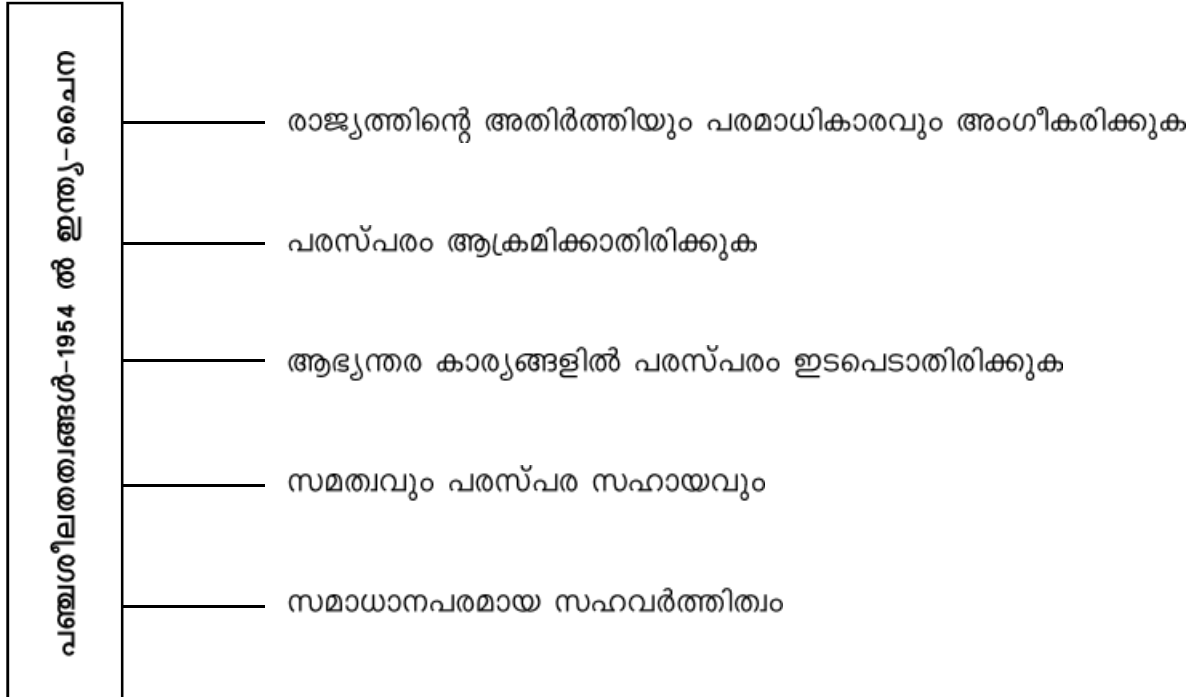 പഞ്ചശീലതത്വങ്ങൾ-1954 ൽ ഇന്ത്യ-ചൈന
രാജ്യത്തിന്റെ അതിർത്തിയും പരമാധികാരവും അംഗീകരിക്കുക
പരസ്പരം ആക്രമിക്കാതിരിക്കുക
ആഭ്യന്തര കാര്യങ്ങളിൽ പരസ്പരം ഇടപെടാതിരിക്കുക
സമത്വവും പരസ്പര സഹായവും
സമാധാനപരമായ സഹവർത്തിത്വം